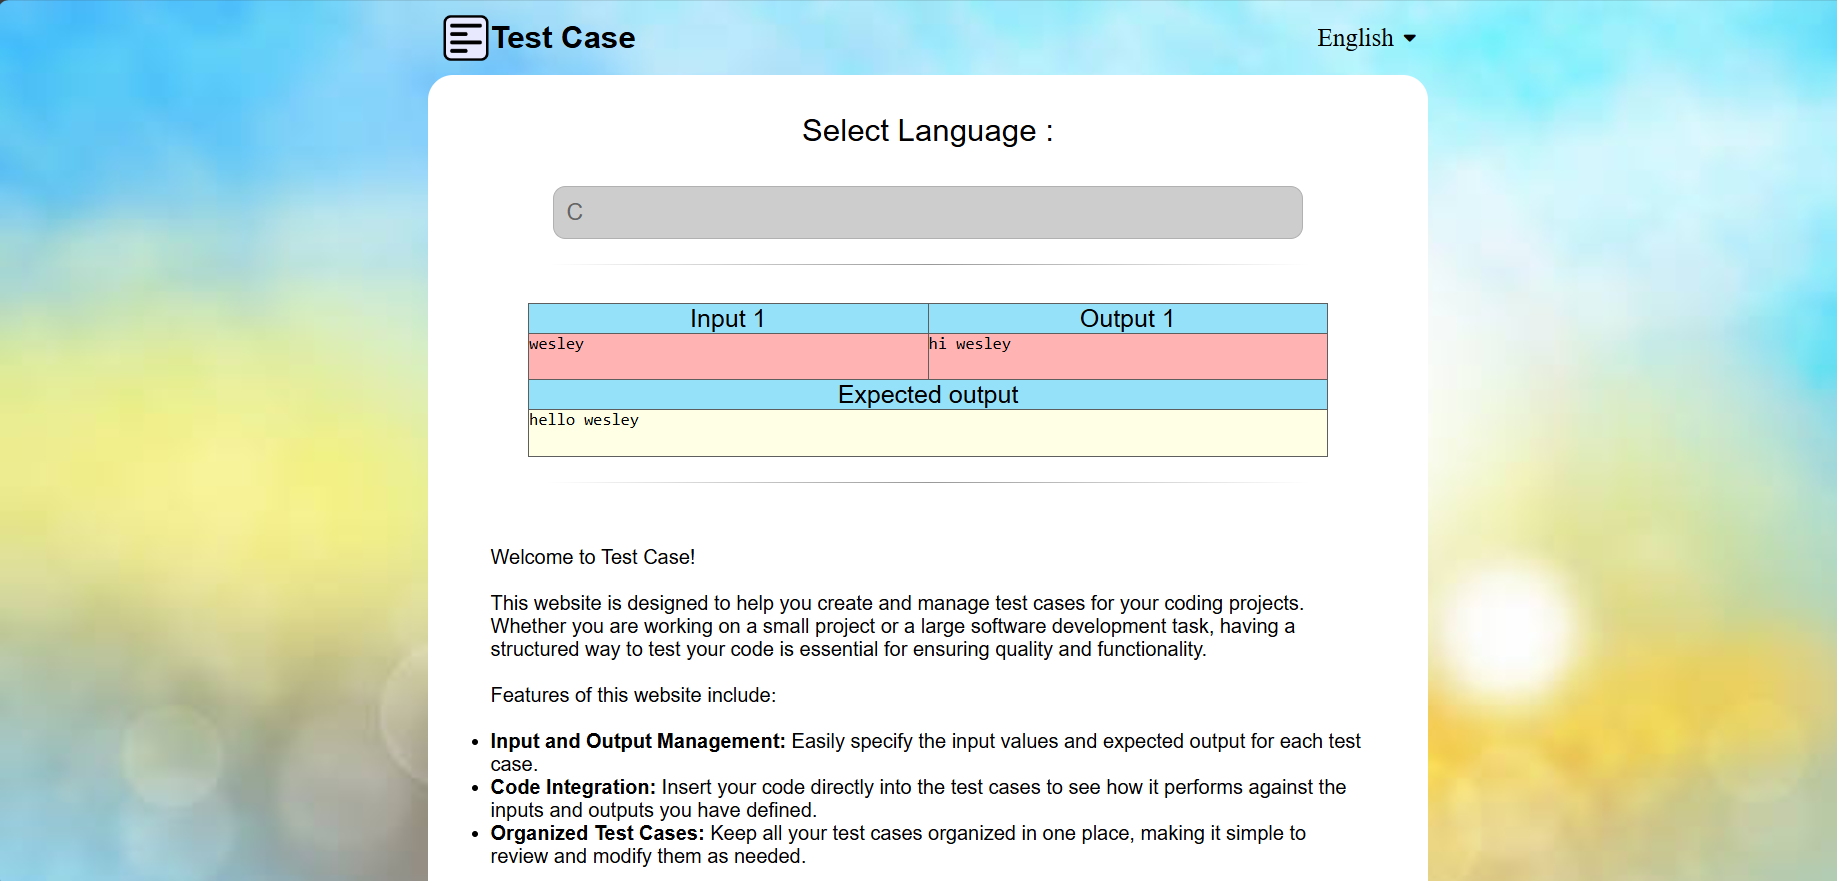 Test Case
English
Select Language :
C
Input 1
Output 1
wesley
hi wesley
Expected output
hello wesley
Welcome to Test Case!
This website is designed to help you create and manage test cases for your coding projects.
Whether you are working on a small project or a large software development task, having a
structured way to test your code is essential for ensuring quality and functionality.
Features of this website include:
• Input and Output Management: Easily specify the input values and expected output for each test
case.
• Code Integration: Insert your code directly into the test cases to see how it performs against the
inputs and outputs you have defined.
• Organized Test Cases: Keep all your test cases organized in one place, making it simple to
review and modify them as needed.